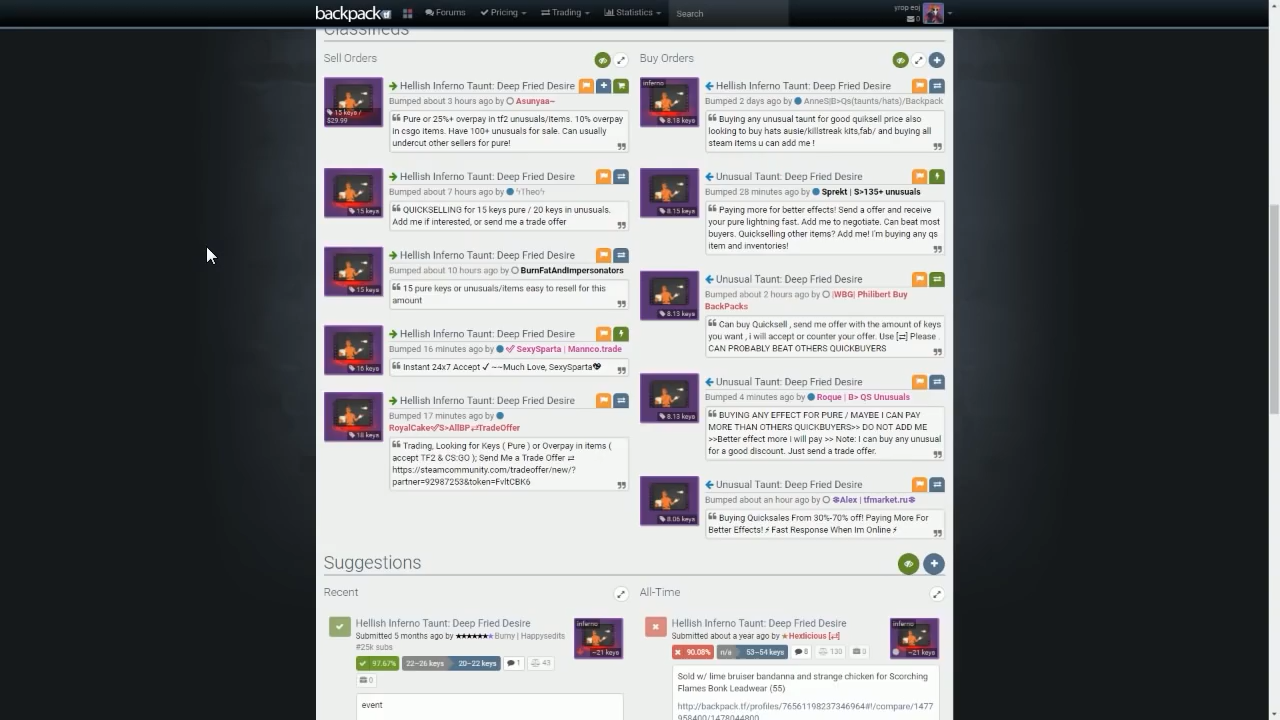 backpack.tf
Forums
Pricing
Trading
Statistics
Search
yrop eoj
0
Classifieds
Sell Orders
15 keys /
$29.99
Hellish Inferno Taunt: Deep Fried Desire
Bumped about 3 hours ago by Asunyaa~
Pure or 25%+ overpay in tf2 unusuals/items. 10% overpay
in csgo items. Have 100+ unusuals for sale. Can usually
undercut other sellers for pure!
15 keys
Hellish Inferno Taunt: Deep Fried Desire
Bumped about 7 hours ago by ϟTheoϟ
QUICKSELLING for 15 keys pure / 20 keys in unusuals.
Add me if interested, or send me a trade offer
15 keys
Hellish Inferno Taunt: Deep Fried Desire
Bumped about 10 hours ago by BurnFatAndImpersonators
15 pure keys or unusuals/items easy to resell for this
amount
16 keys
Hellish Inferno Taunt: Deep Fried Desire
Bumped 16 minutes ago by SexySparta | Mannco.trade
Instant 24x7 Accept ✓ ~~Much Love, SexySparta💖
18 keys
Hellish Inferno Taunt: Deep Fried Desire
Bumped 17 minutes ago by
RoyalCake✅S>AllBP⇄TradeOffer
Trading, Looking for Keys ( Pure ) or Overpay in items (
accept TF2 & CS:GO ); Send Me a Trade Offer ⇄
https://steamcommunity.com/tradeoffer/new/?
partner=92987253&token=FvltCBK6
Buy Orders
inferno
8.18 keys
Hellish Inferno Taunt: Deep Fried Desire
Bumped 2 days ago by AnneS|B>Qs(taunts/hats)/Backpack
Buying any unusual taunt for good quiksell price also
looking to buy hats ausie/killstreak kits,fab/ and buying all
steam items u can add me !
8.15 keys
Unusual Taunt: Deep Fried Desire
Bumped 28 minutes ago by Sprekt | S>135+ unusuals
Paying more for better effects! Send a offer and receive
your pure lightning fast. Add me to negotiate. Can beat most
buyers. Quickselling other items? Add me! I'm buying any qs
item and inventories!
8.13 keys
Unusual Taunt: Deep Fried Desire
Bumped about 2 hours ago by |WBG| Philibert Buy
BackPacks
Can buy Quicksell , send me offer with the amount of keys
you want , i will accept or counter your offer. Use [⇄] Please .
CAN PROBABLY BEAT OTHERS QUICKBUYERS
8.13 keys
Unusual Taunt: Deep Fried Desire
Bumped 4 minutes ago by Roque | B> QS Unusuals
BUYING ANY EFFECT FOR PURE / MAYBE I CAN PAY
MORE THAN OTHERS QUICKBUYERS>> DO NOT ADD ME
>>Better effect more i will pay >> Note: I can buy any unusual
for a good discount. Just send a trade offer.
8.06 keys
Unusual Taunt: Deep Fried Desire
Bumped about an hour ago by ❄Alex | tfmarket.ru❄
Buying Quicksales From 30%-70% off! Paying More For
Better Effects! ⚡ Fast Response When Im Online ⚡
Suggestions
Recent
Hellish Inferno Taunt: Deep Fried Desire
Submitted 5 months ago by ★★★★★★★ Burny | Happysedits
#25k subs
97.67%
22–26 keys
20–22 keys
1
43
0
inferno
~21 keys
event
All-Time
Hellish Inferno Taunt: Deep Fried Desire
Submitted about a year ago by ★Hexlicious [⇄]
90.08%
n/a
53–54 keys
8
130
0
inferno
~21 keys
Sold w/ lime bruiser bandanna and strange chicken for Scorching
Flames Bonk Leadwear (55)
http://backpack.tf/profiles/76561198237346964#!/compare/1477
958400/1478044800